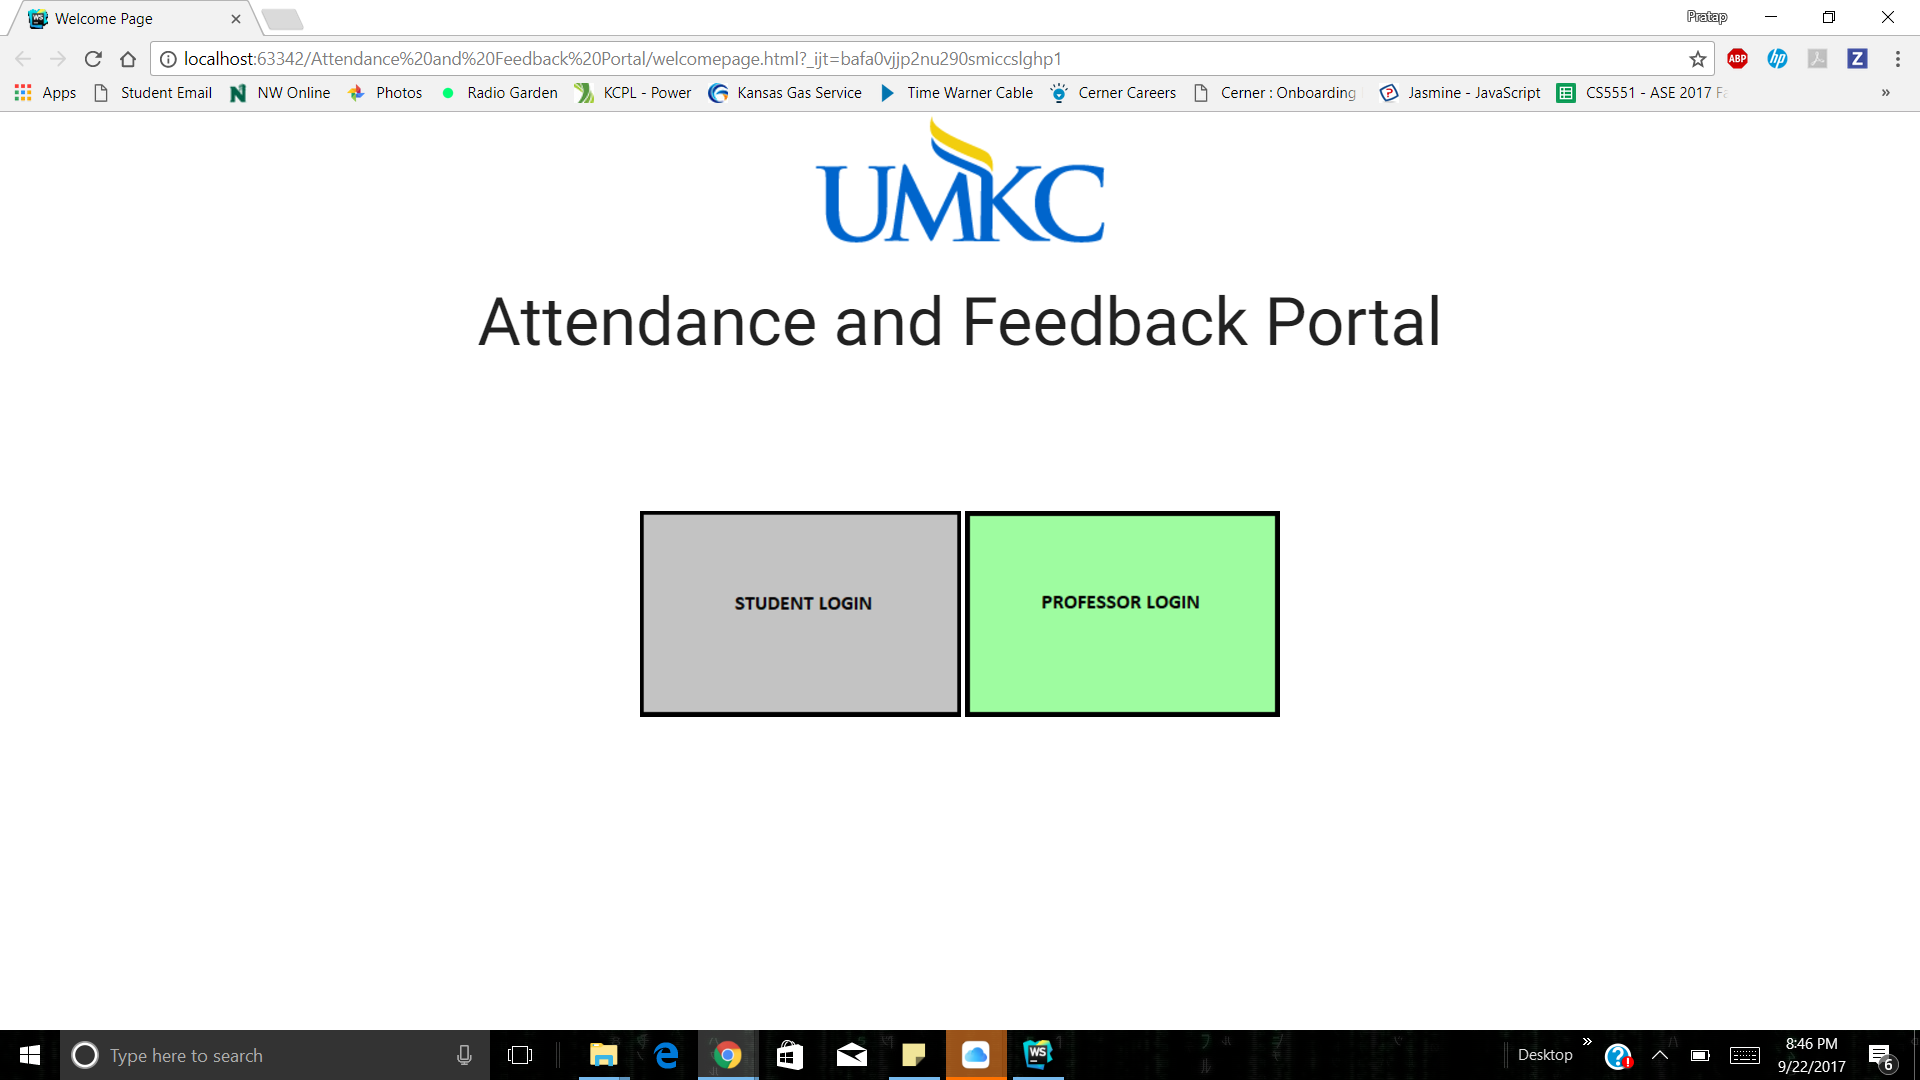 Welcome Page
Pratap
localhost:63342/Attendance%20and%20Feedback%20Portal/welcomepage.html?_ijt=bafa0vjjp2nu290smiccslghp1
ABP
hp
Z
Apps Student Email N NW Online Photos Radio Garden KCPL - Power Kansas Gas Service Time Warner Cable Cerner Careers Cerner : Onboarding Jasmine - JavaScript CS5551 - ASE 2017 Fa »
UMKC
Attendance and Feedback Portal
STUDENT LOGIN
PROFESSOR LOGIN
Type here to search
WS
Desktop »
8:46 PM
9/22/2017
6